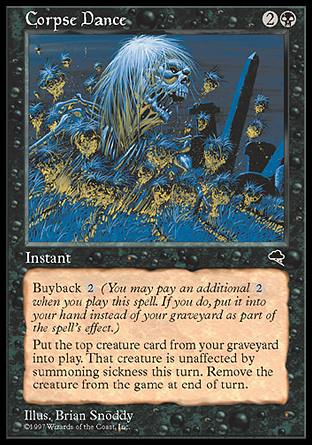 Corpse Dance 2
Instant
Buyback 2 (You may pay an additional 2
when you play this spell. If you do, put it into
your hand instead of your graveyard as part
of the spell's effect.)
Put the top creature card from your graveyard
into play. That creature is unaffected by
summoning sickness this turn. Remove the
creature from the game at end of turn.
Illus. Brian Snoddy
©1997 Wizards of the Coast, Inc.